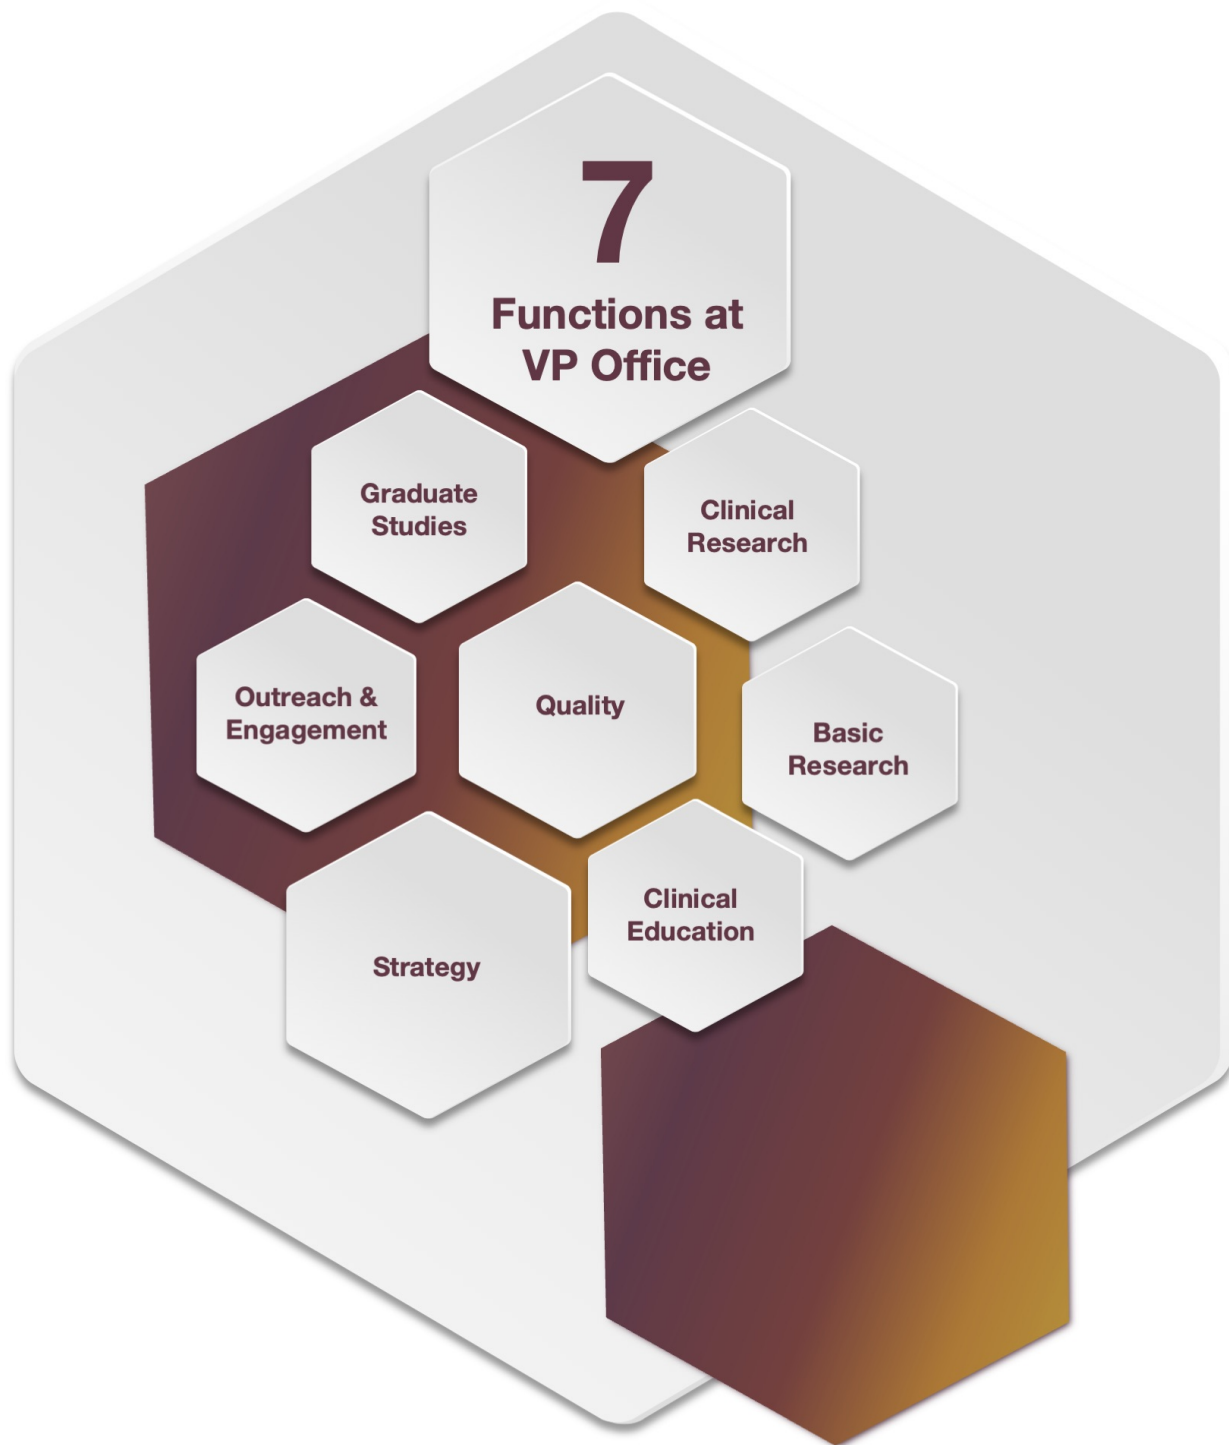 7
Functions at
VP Office
Graduate
Studies
Clinical
Research
Outreach &
Engagement
Quality
Basic
Research
Clinical
Education
Strategy